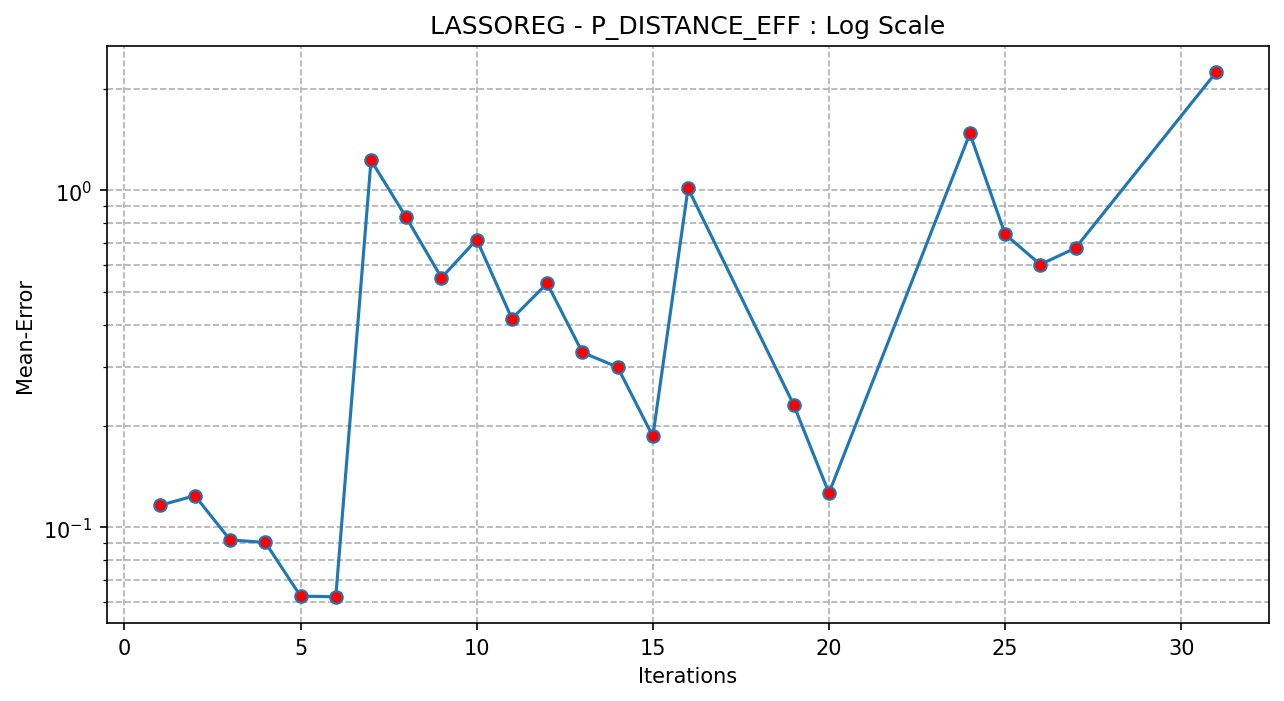 LASSOREG - P_DISTANCE_EFF : Log Scale
Mean-Error
10⁰
10⁻¹
0 5 10 15 20 25 30
Iterations